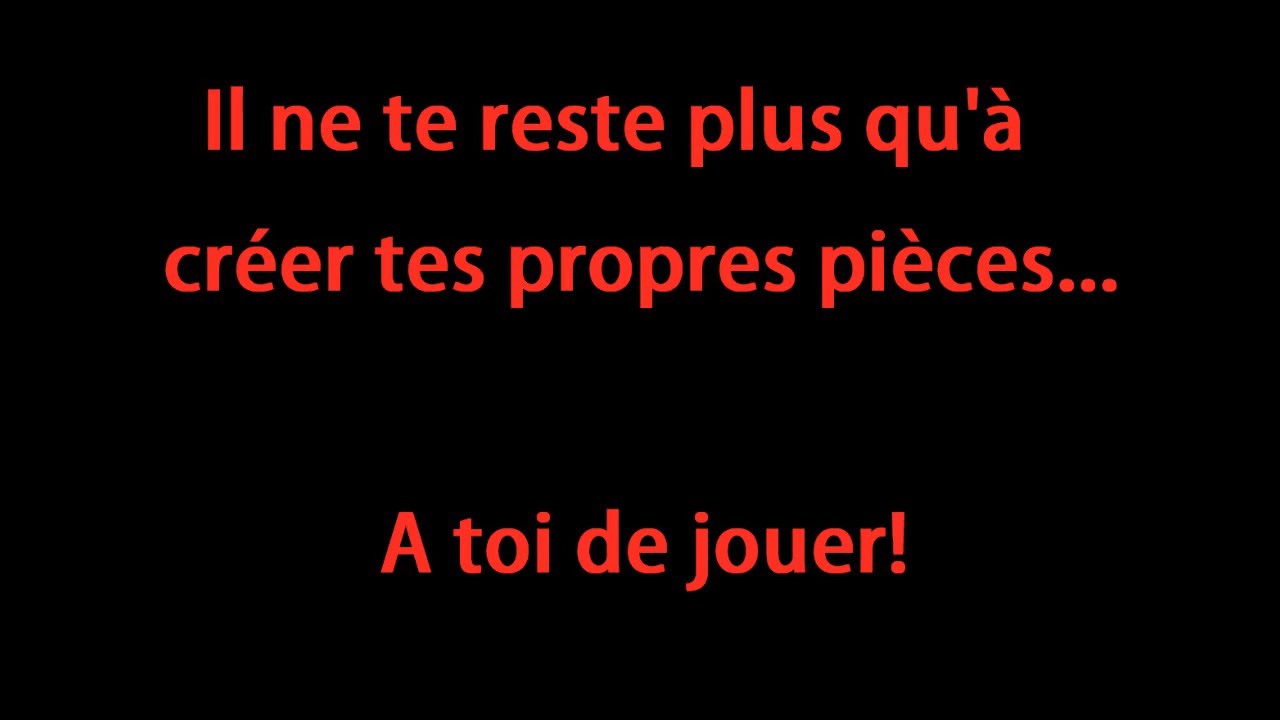 Il ne te reste plus qu'à
créer tes propres pièces...
A toi de jouer!